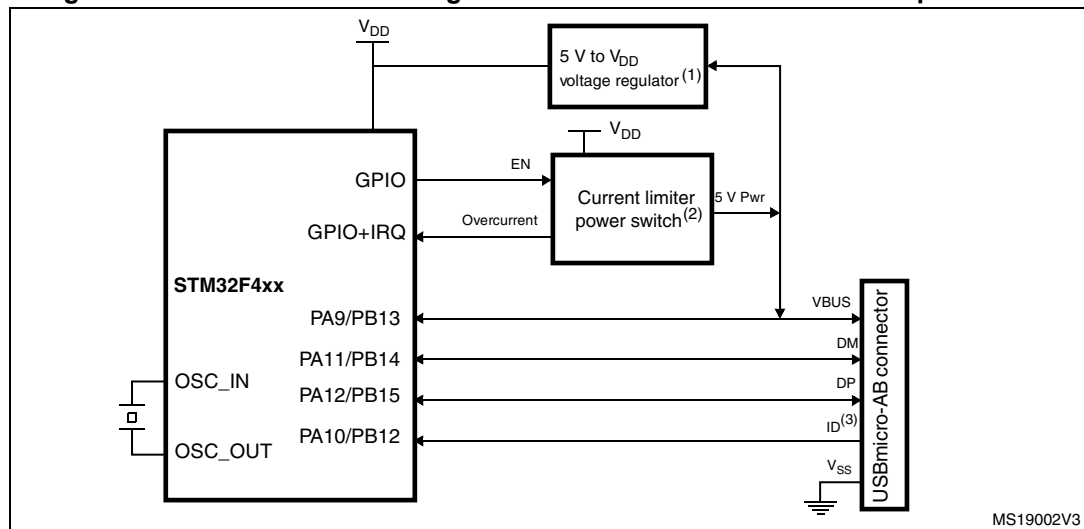 VDD
5 V to VDD
voltage regulator(1)
VDD
GPIO
EN
Current limiter
power switch(2)
5 V Pwr
GPIO+IRQ
Overcurrent
STM32F4xx
PA9/PB13
VBUS
PA11/PB14
DM
OSC_IN
PA12/PB15
DP
PA10/PB12
ID(3)
OSC_OUT
VSS
USBmicro-AB connector
MS19002V3